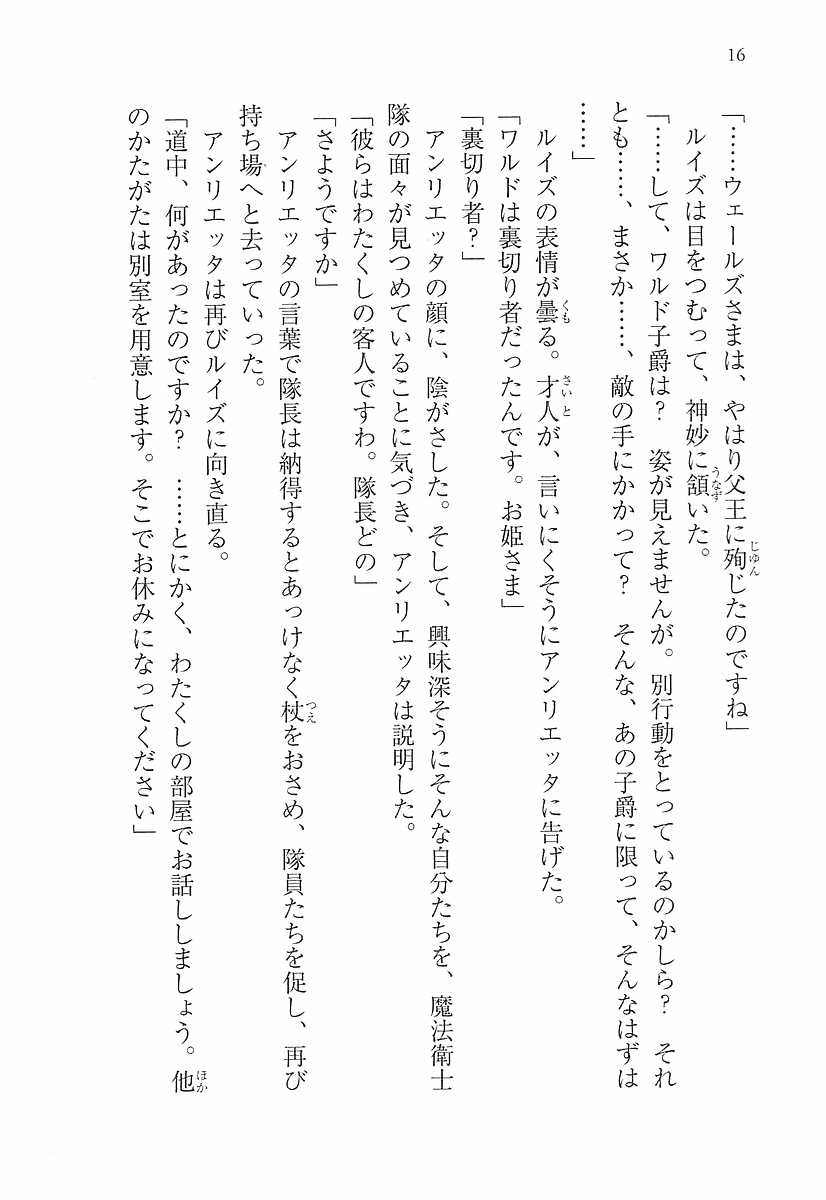 16
「……ウェールズさまは、やはり父王に殉じたのですね」
ルイズは目をつむって、神妙に頷いた。
「……して、ワルド子爵は?　姿が見えませんが。別行動をとっているのかしら?　それ
とも……、まさか……、敵の手にかかって?　そんな、あの子爵に限って、そんなはずは
……」
ルイズの表情が曇る。才人が、言いにくそうにアンリエッタに告げた。
「ワルドは裏切り者だったんです。お姫さま」
「裏切り者?」
アンリエッタの顔に、陰がさした。そして、興味深そうにそんな自分たちを、魔法衛士
隊の面々が見つめていることに気づき、アンリエッタは説明した。
「彼らはわたくしの客人ですわ。隊長どの」
「さようですか」
アンリエッタの言葉で隊長は納得するとあっけなく杖をおさめ、隊員たちを促し、再び
持ち場へと去っていった。
アンリエッタは再びルイズに向き直る。
「道中、何があったのですか?　……とにかく、わたくしの部屋でお話ししましょう。他
のかたがたは別室を用意します。そこでお休みになってください」
じゅん
うなず
くも
さいと
つえ
ほか